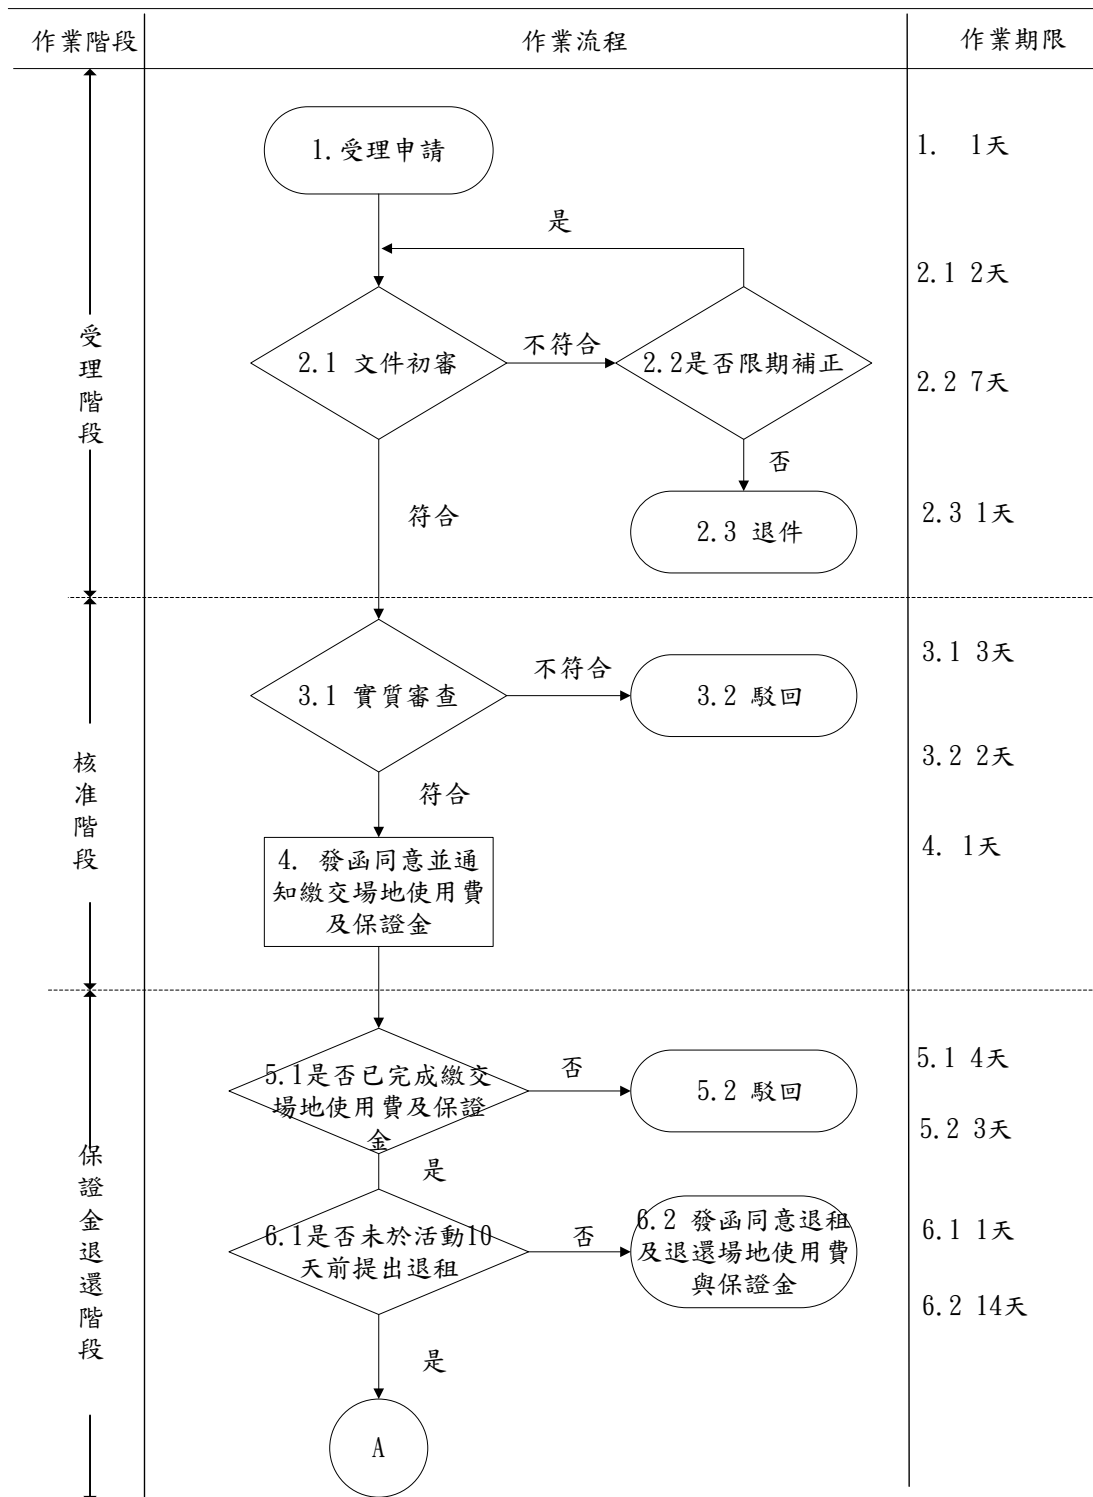 作業階段
作業流程
作業期限
受理階段
1.受理申請
1. 1天
是
2.1 2天
2.1 文件初審
不符合
2.2是否限期補正
2.2 7天
否
符合
2.3 退件
2.3 1天
核准階段
3.1 實質審查
不符合
3.2 駁回
3.1 3天
3.2 2天
符合
4. 發函同意並通
知繳交場地使用費
及保證金
4. 1天
保證金退還階段
5.1是否已完成繳交
場地使用費及保證
金
否
5.2 駁回
5.1 4天
5.2 3天
是
6.1是否未於活動10
天前提出退租
否
6.2 發函同意退租
及退還場地使用費
與保證金
6.1 1天
6.2 14天
是
A